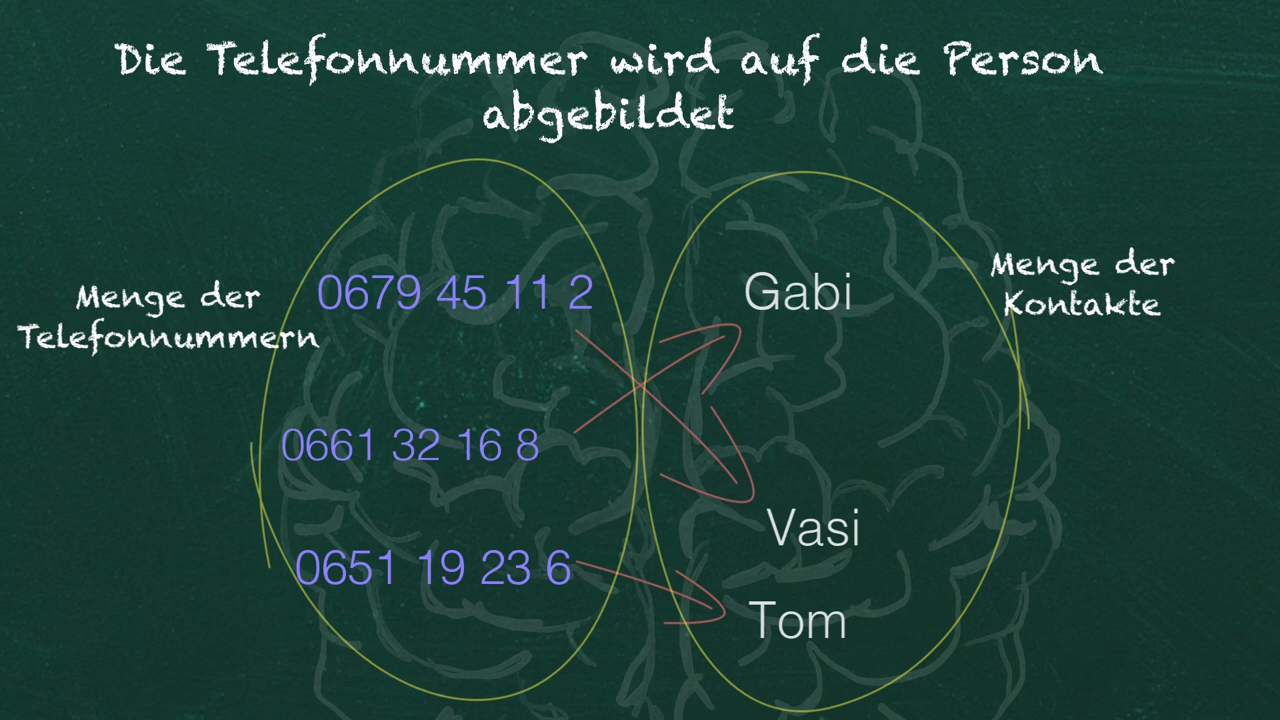 Die Telefonnummer wird auf die Person
abgebildet
Menge der
Telefonnummern
0679 45 11 2
0661 32 16 8
0651 19 23 6
Gabi
Vasi
Tom
Menge der
Kontakte